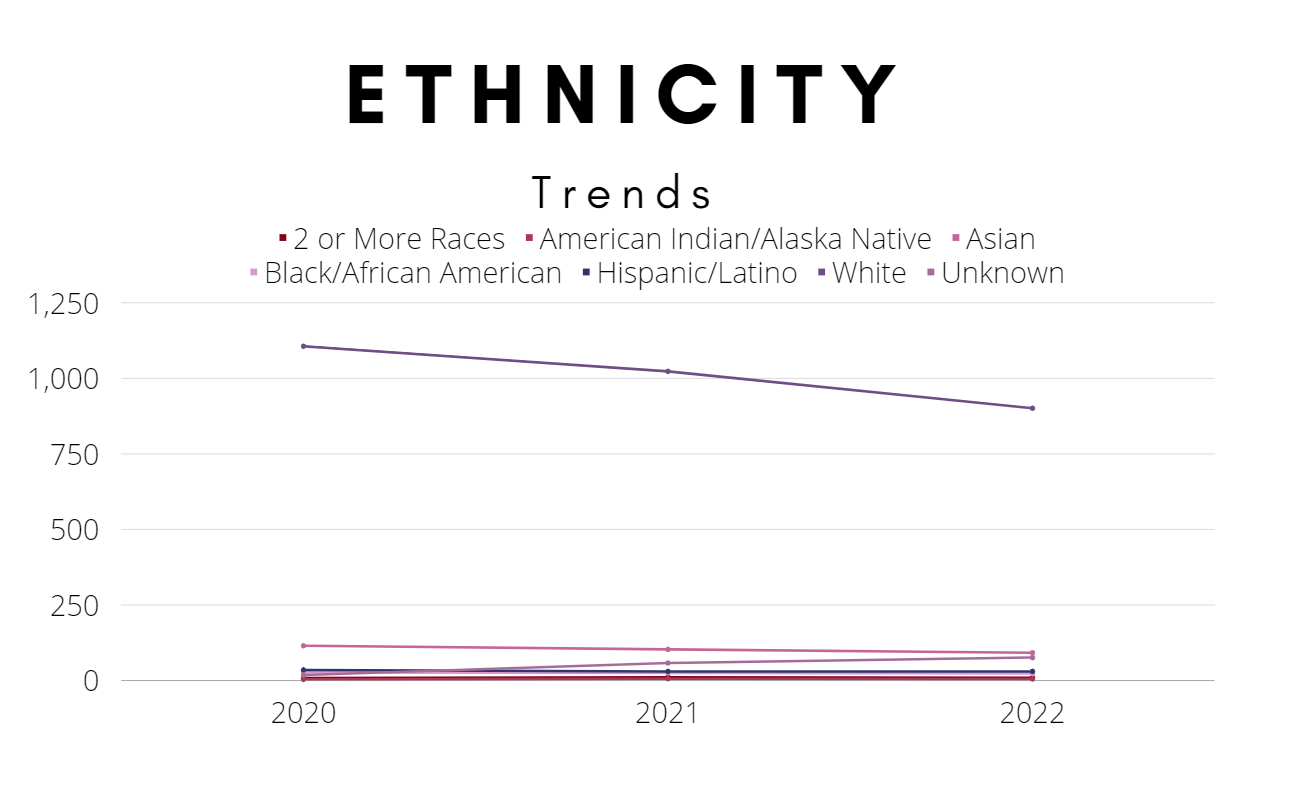 ETHNICITY
Trends
2 or More Races American Indian/Alaska Native Asian
Black/African American Hispanic/Latino White Unknown
1,250
1,000
750
500
250
0
2020 2021 2022